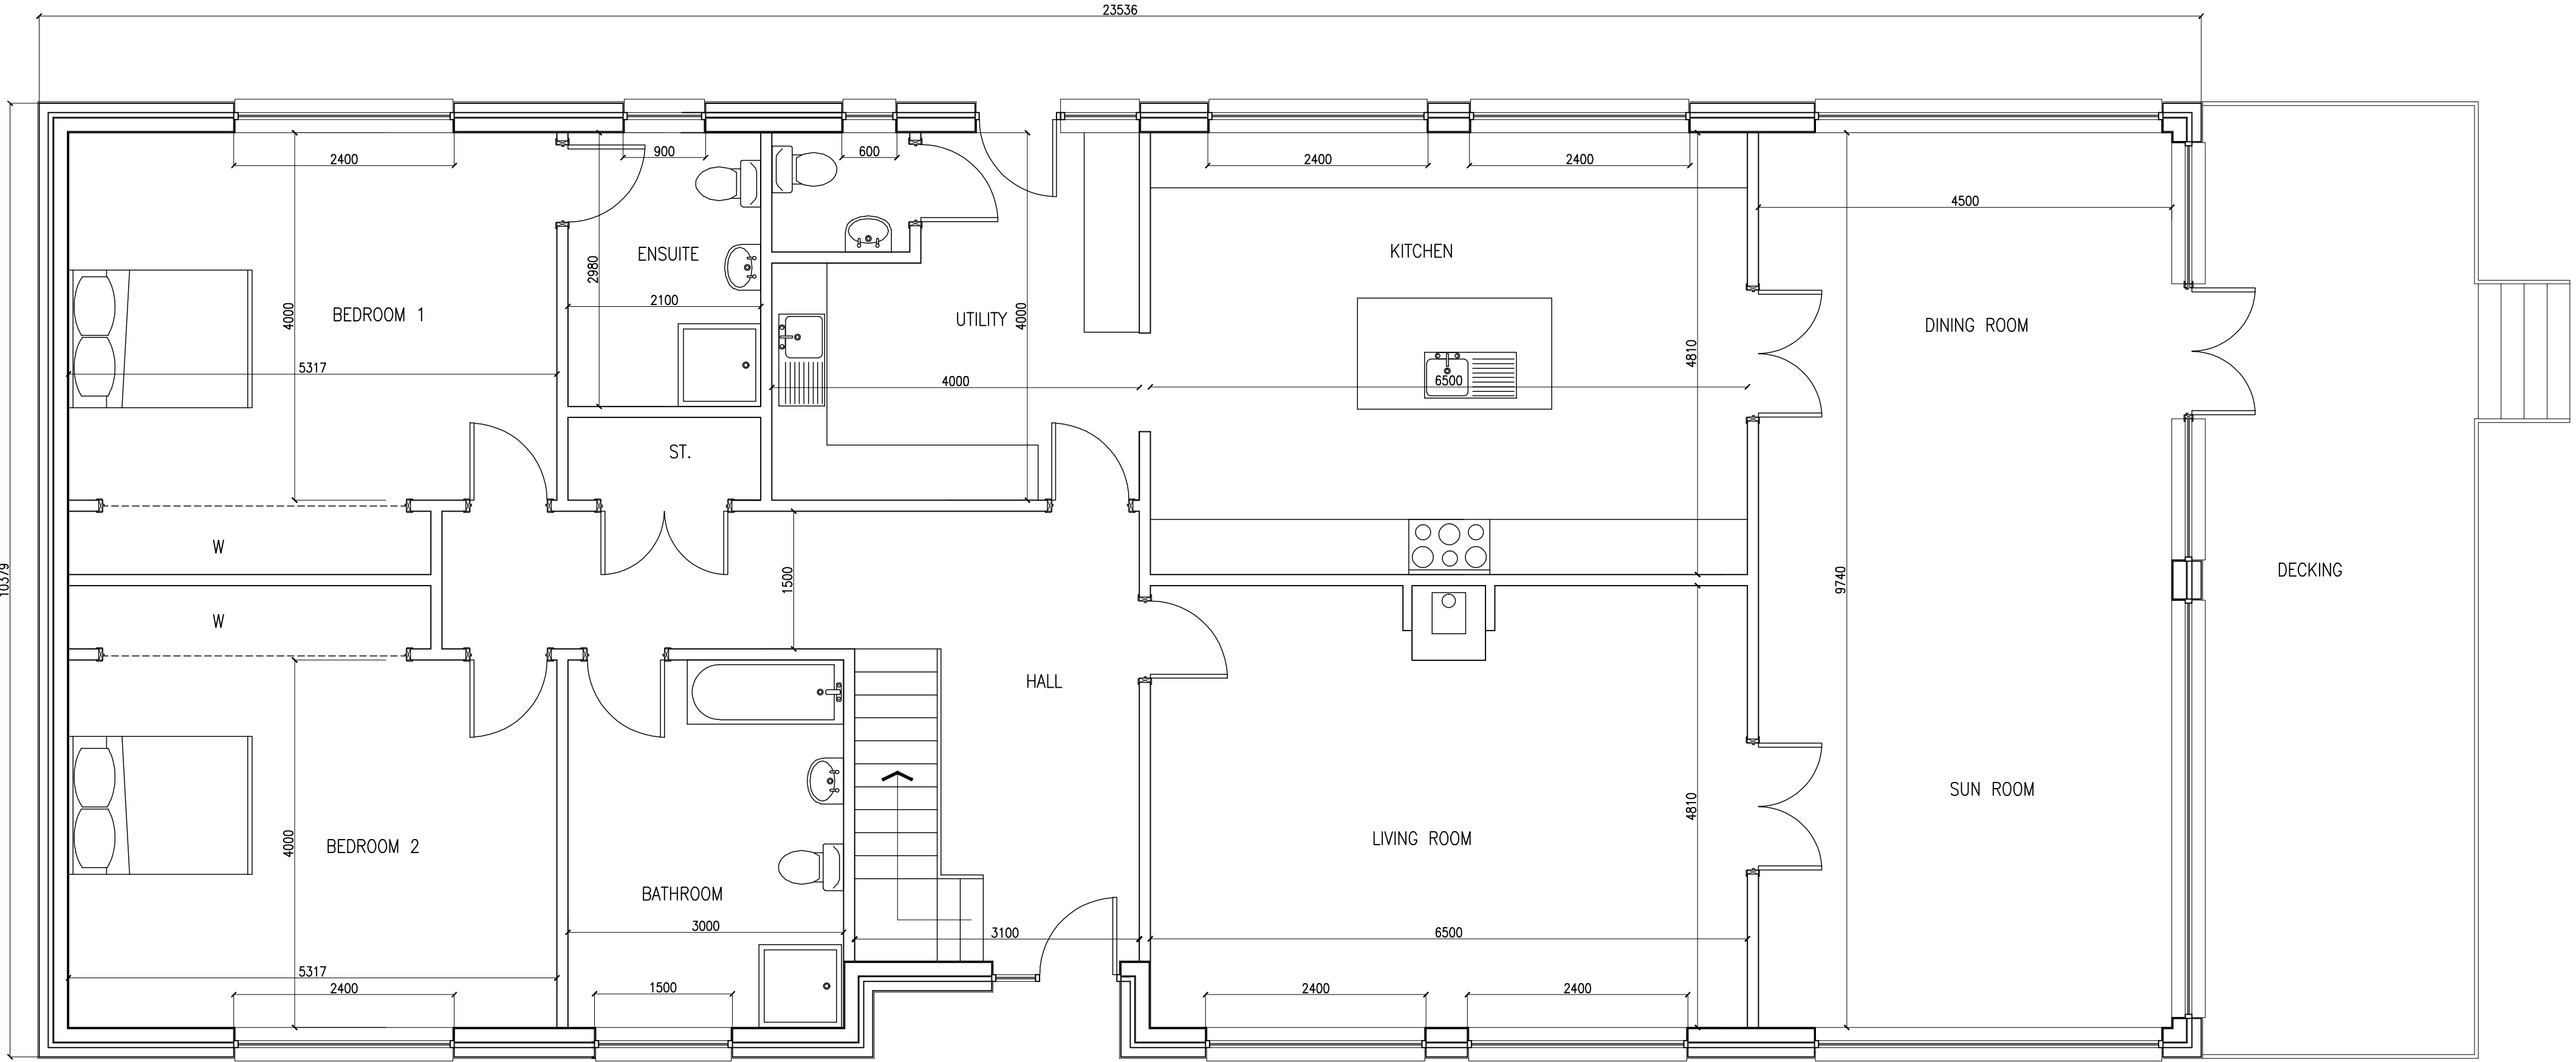 23536
2400
900
600
2400
2400
4500
ENSUITE
KITCHEN
2980
2100
4000
BEDROOM 1
UTILITY
4000
DINING ROOM
4810
5317
4000
6500
ST.
W
1500
10379
9740
DECKING
W
HALL
SUN ROOM
4810
LIVING ROOM
4000
BEDROOM 2
BATHROOM
3000
3100
6500
5317
2400
1500
2400
2400